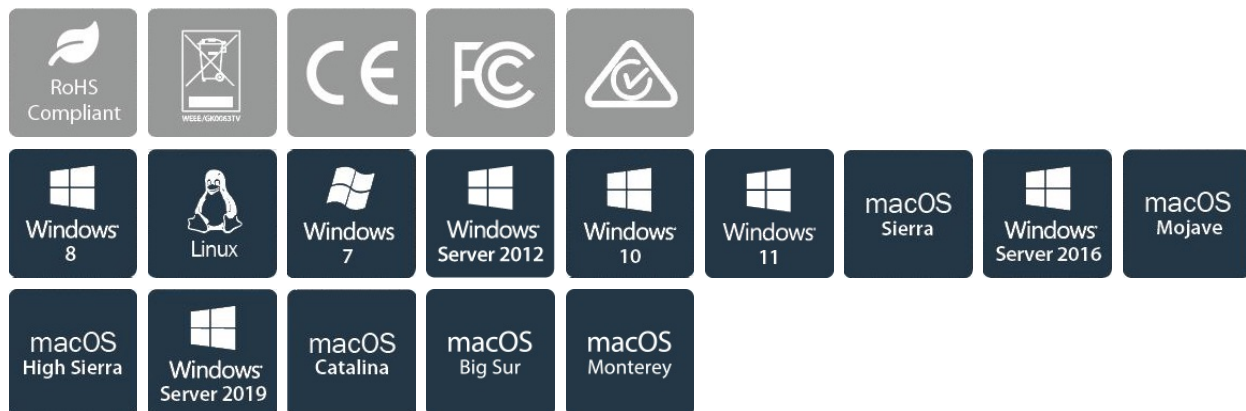 RoHS
Compliant
WEEE/GK0063TV
CE
FC
Windows
8
Linux
Windows
7
Windows
Server 2012
Windows
10
Windows
11
macOS
Sierra
Windows
Server 2016
macOS
Mojave
macOS
High Sierra
Windows
Server 2019
macOS
Catalina
macOS
Big Sur
macOS
Monterey